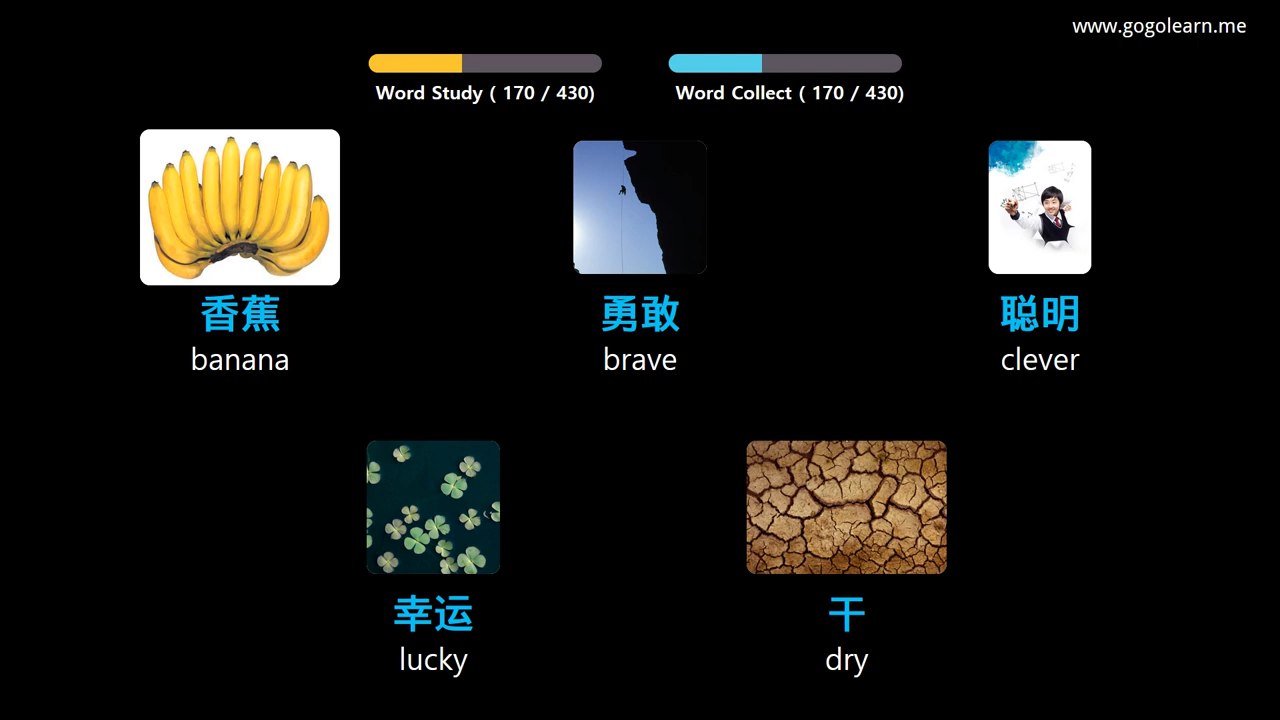 www.gogolearn.me
Word Study ( 170 / 430)
Word Collect ( 170 / 430)
香蕉
banana
勇敢
brave
聪明
clever
幸运
lucky
干
dry